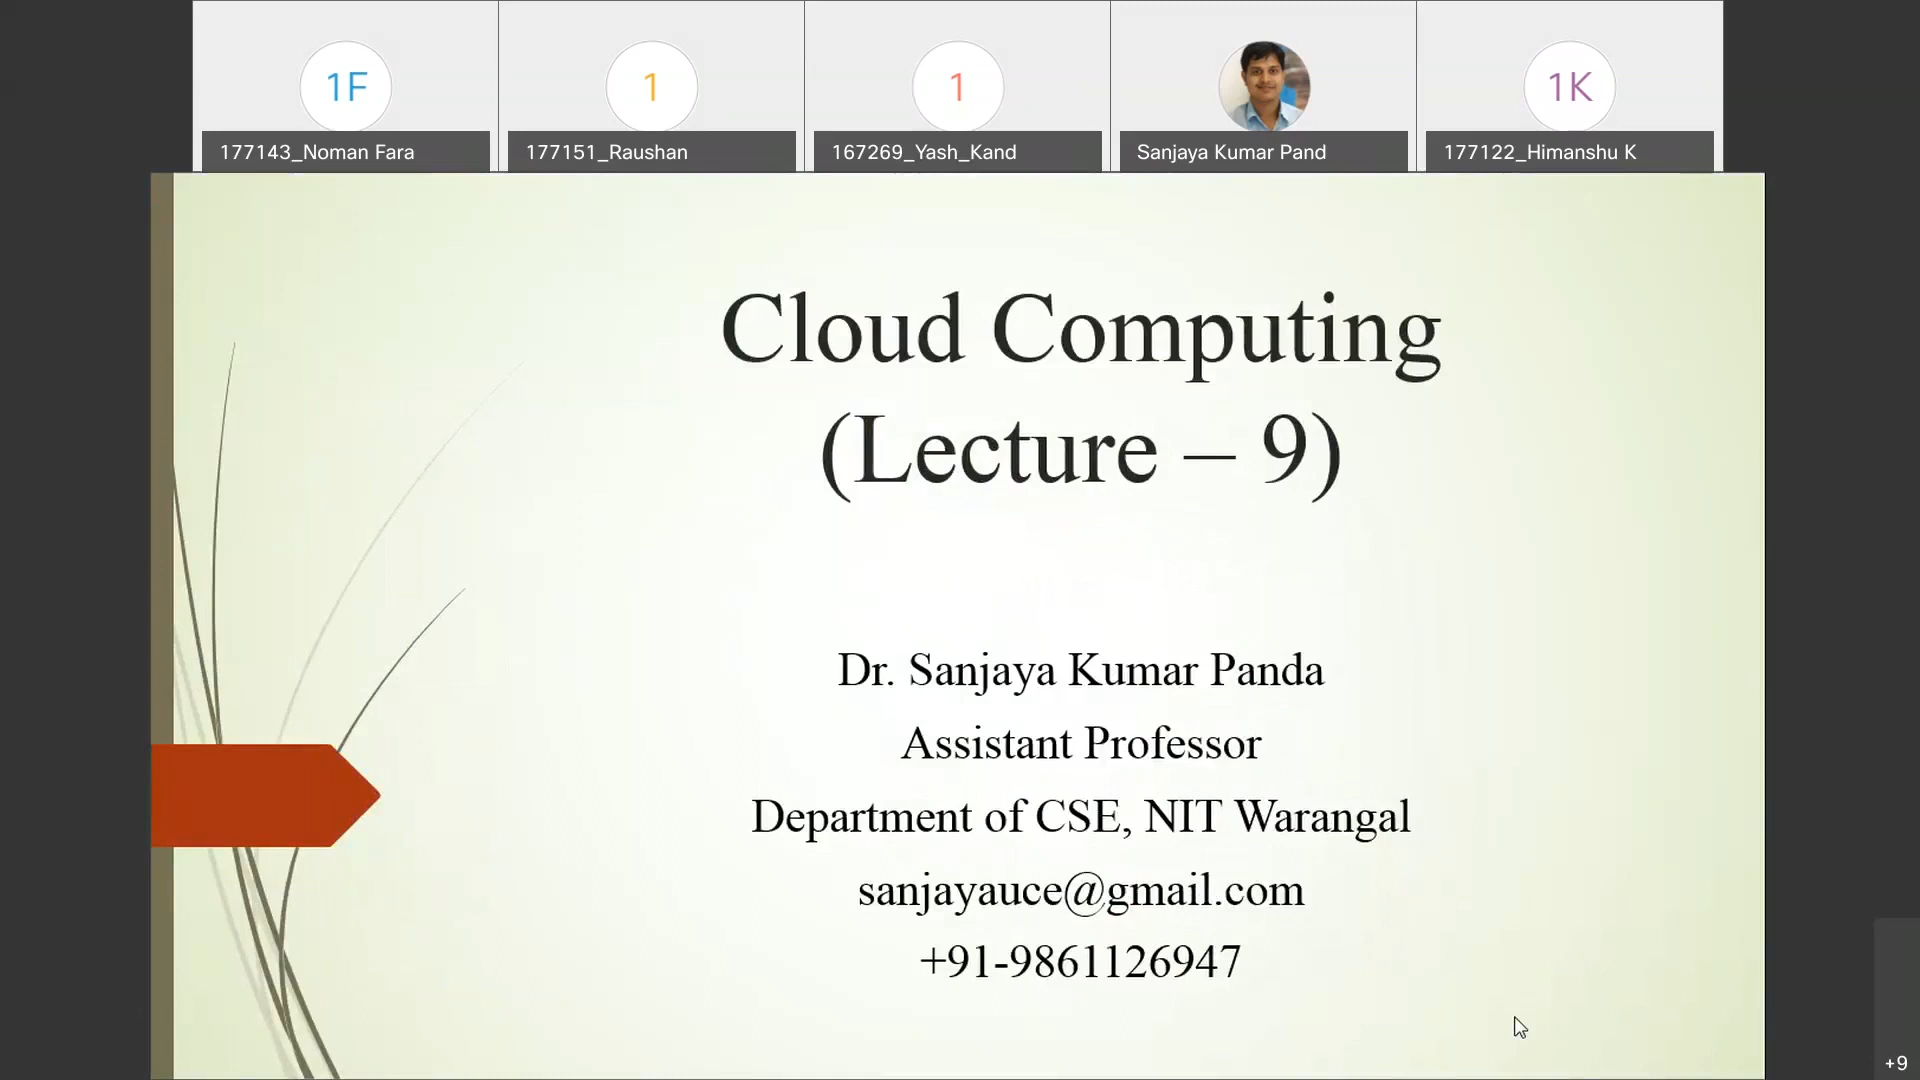 1F
1
1
1K
177143_Noman Fara
177151_Raushan
167269_Yash_Kand
Sanjaya Kumar Pand
177122_Himanshu K
Cloud Computing
(Lecture – 9)
Dr. Sanjaya Kumar Panda
Assistant Professor
Department of CSE, NIT Warangal
sanjayauce@gmail.com
+91-9861126947
+9